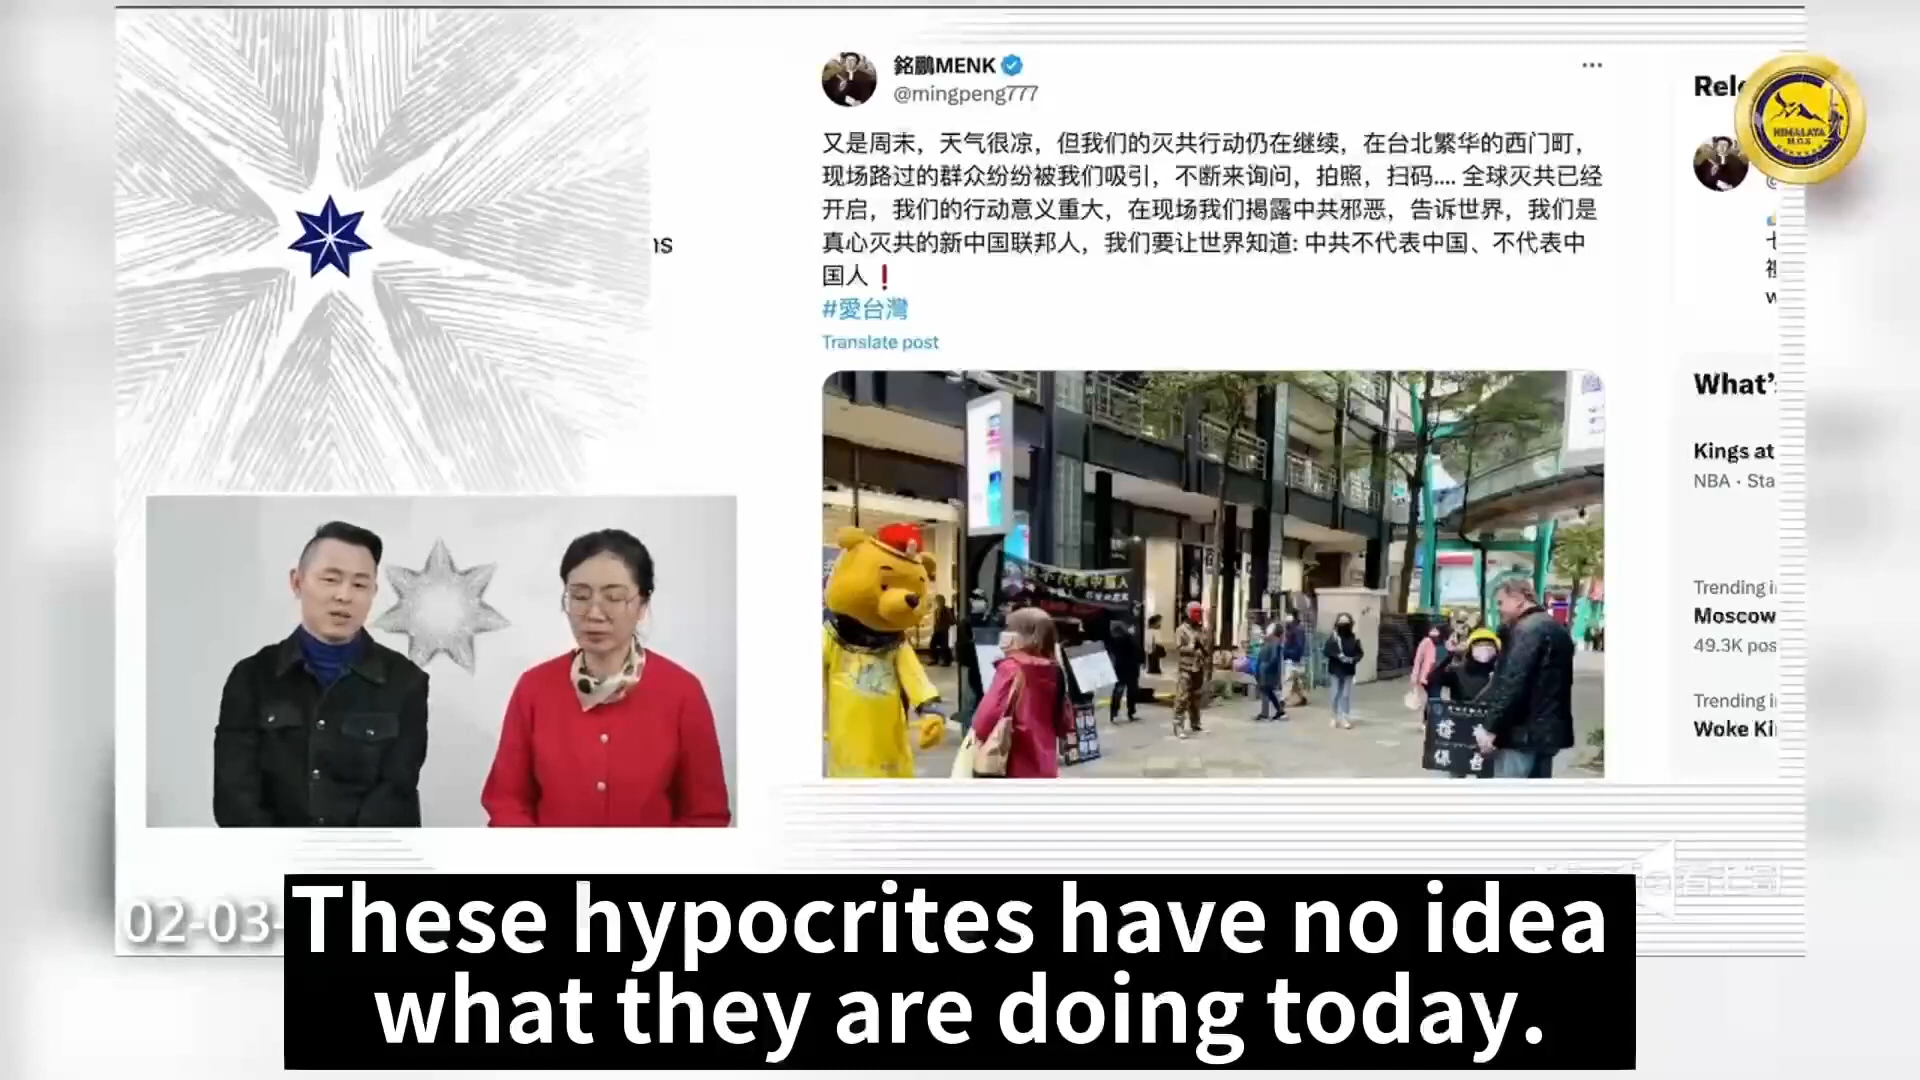 銘鵬MENK
@mingpeng777
又是周末，天气很凉，但我们的灭共行动仍在继续，在台北繁华的西门町，
现场路过的群众纷纷被我们吸引，不断来询问，拍照，扫码.... 全球灭共已经
开启，我们的行动意义重大，在现场我们揭露中共邪恶，告诉世界，我们是
真心灭共的新中国联邦人，我们要让世界知道: 中共不代表中国、不代表中
国人❗
#愛台灣
Translate post
HIMALAYA
What's
Kings at
NBA · Sta
Trending i
Moscow
49.3K pos
Trending i
Woke Ki
ns
02-03-
These hypocrites have no idea
what they are doing today.